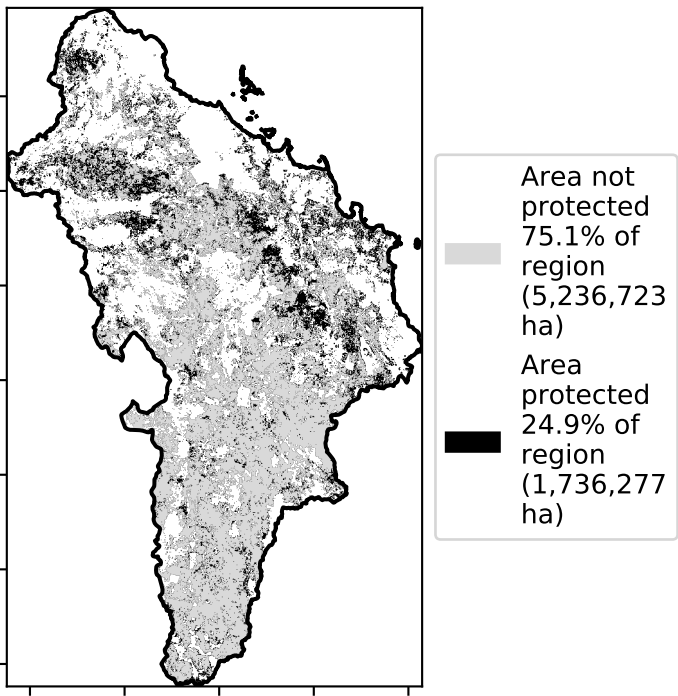 Area not
protected
75.1% of
region
(5,236,723
ha)
Area
protected
24.9% of
region
(1,736,277
ha)